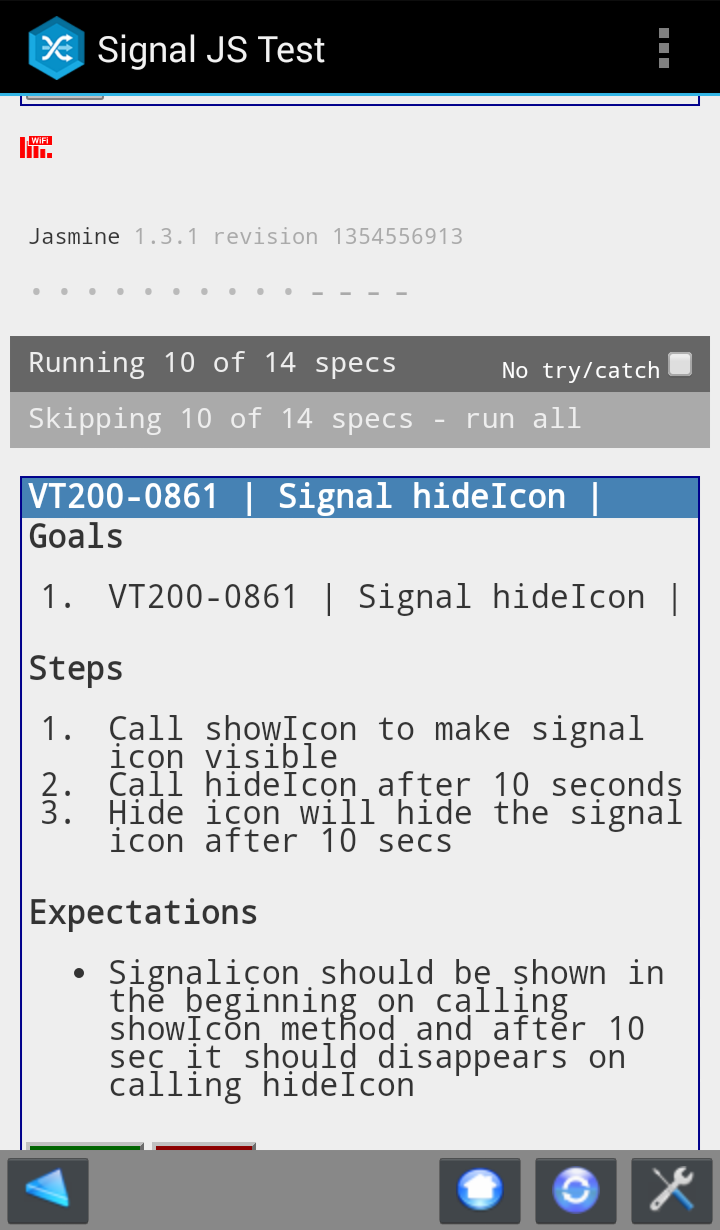 Signal JS Test
WiFi
Jasmine 1.3.1 revision 1354556913
• • • • • • • • • • - - - -
Running 10 of 14 specs
No try/catch
Skipping 10 of 14 specs - run all
VT200-0861 | Signal hideIcon |
Goals
1. VT200-0861 | Signal hideIcon |
Steps
1. Call showIcon to make signal
icon visible
2. Call hideIcon after 10 seconds
3. Hide icon will hide the signal
icon after 10 secs
Expectations
• Signalicon should be shown in
the beginning on calling
showIcon method and after 10
sec it should disappears on
calling hideIcon